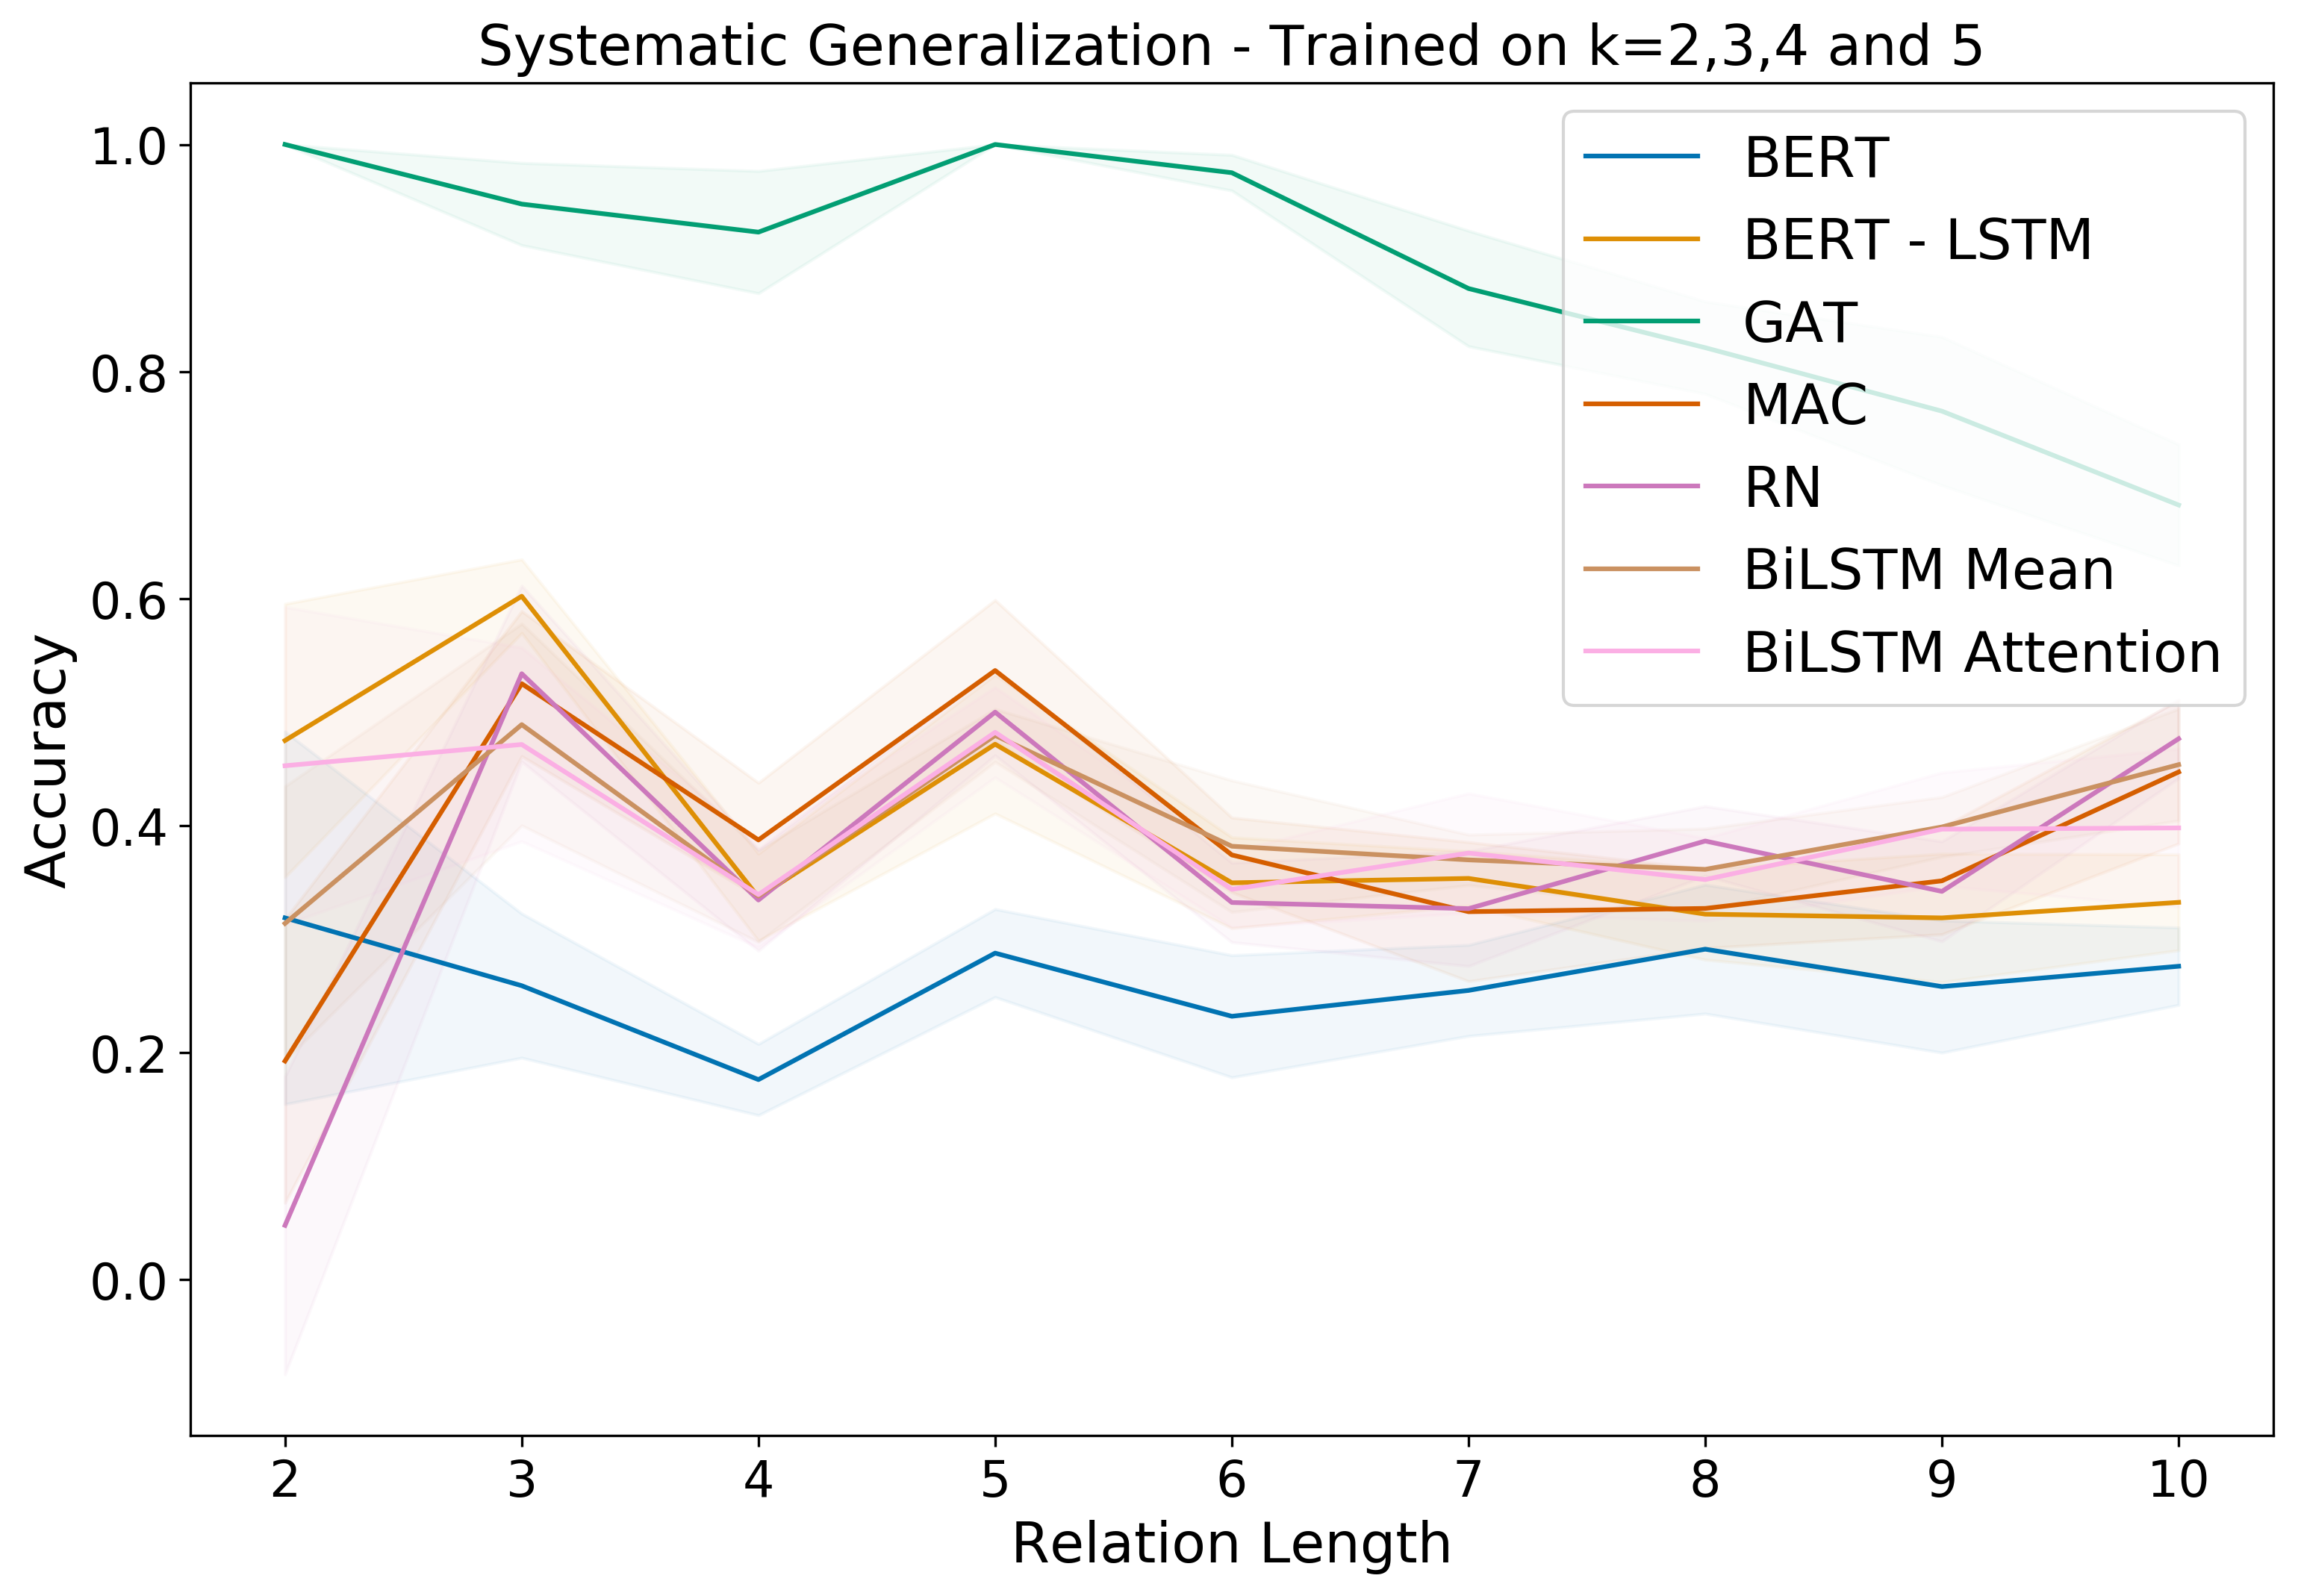 Systematic Generalization - Trained on k=2,3,4 and 5
1.0
0.8
0.6
0.4
0.2
0.0
Accuracy
BERT
BERT - LSTM
GAT
MAC
RN
BiLSTM Mean
BiLSTM Attention
2 3 4 5 6 7 8 9 10
Relation Length